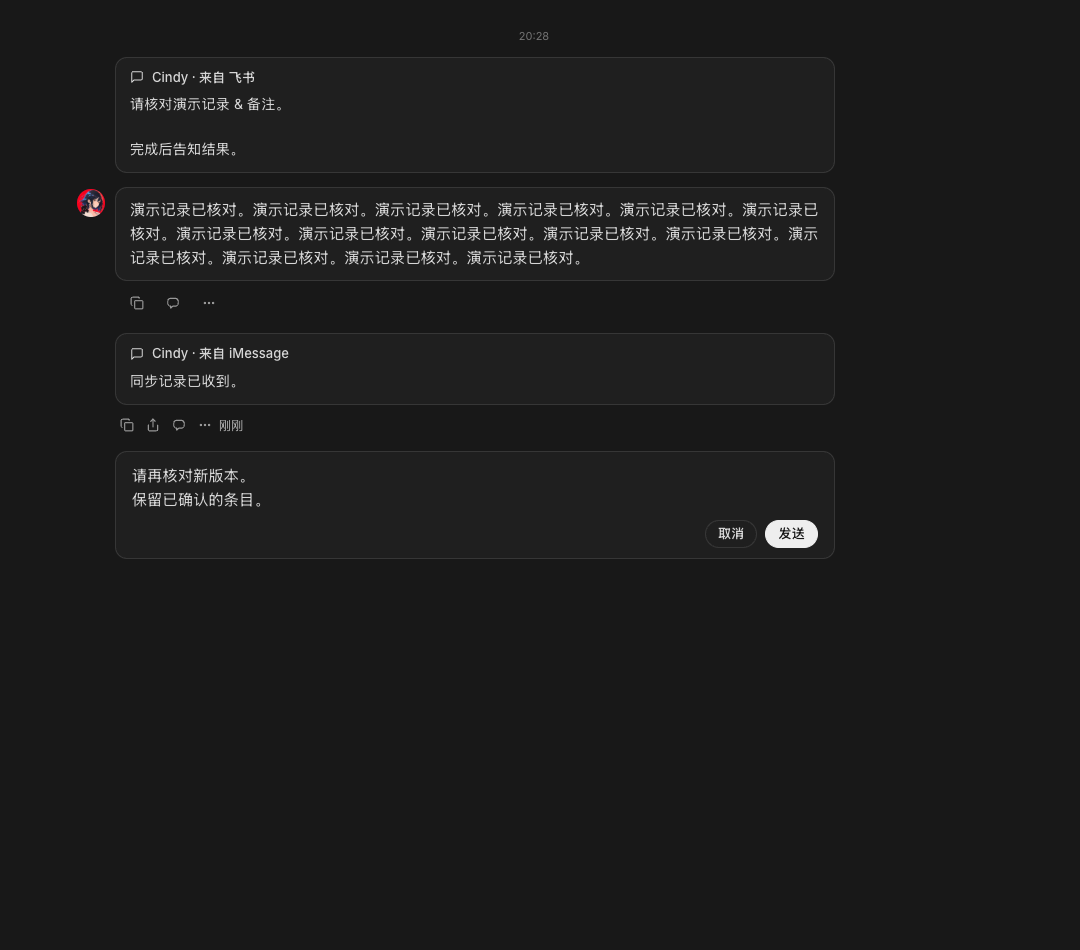 20:28
Cindy · 来自 飞书
请核对演示记录 & 备注。
完成后告知结果。
演示记录已核对。演示记录已核对。演示记录已核对。演示记录已核对。演示记录已核对。演示记录已
核对。演示记录已核对。演示记录已核对。演示记录已核对。演示记录已核对。演示记录已核对。演示
记录已核对。演示记录已核对。演示记录已核对。演示记录已核对。
Cindy · 来自 iMessage
同步记录已收到。
刚刚
请再核对新版本。
保留已确认的条目。
取消 发送